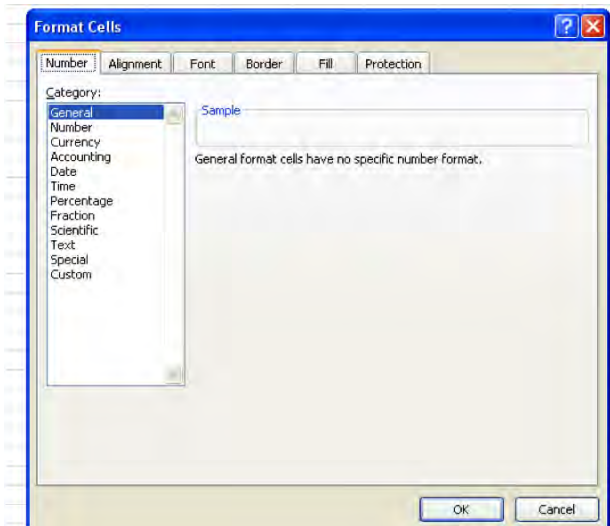 Format Cells
Number Alignment Font Border Fill Protection
Category:
General
Number
Currency
Accounting
Date
Time
Percentage
Fraction
Scientific
Text
Special
Custom
Sample
General format cells have no specific number format.
OK Cancel